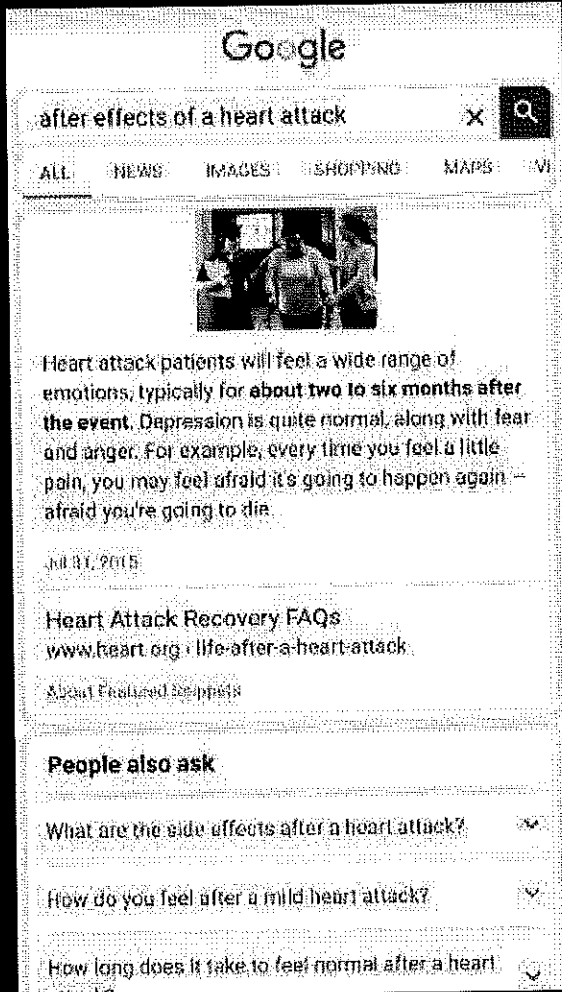 Google
after effects of a heart attack
ALL NEWS IMAGES SHOPPING MAPS VI
Heart attack patients will feel a wide range of
emotions, typically for about two to six months after
the event. Depression is quite normal, along with fear
and anger. For example, every time you feel a little
pain, you may feel afraid it's going to happen again –
afraid you're going to die.
Jul 31, 2015
Heart Attack Recovery FAQs
www.heart.org › life-after-a-heart-attack
About Featured Snippets
People also ask
What are the side effects after a heart attack?
How do you feel after a mild heart attack?
How long does it take to feel normal after a heart